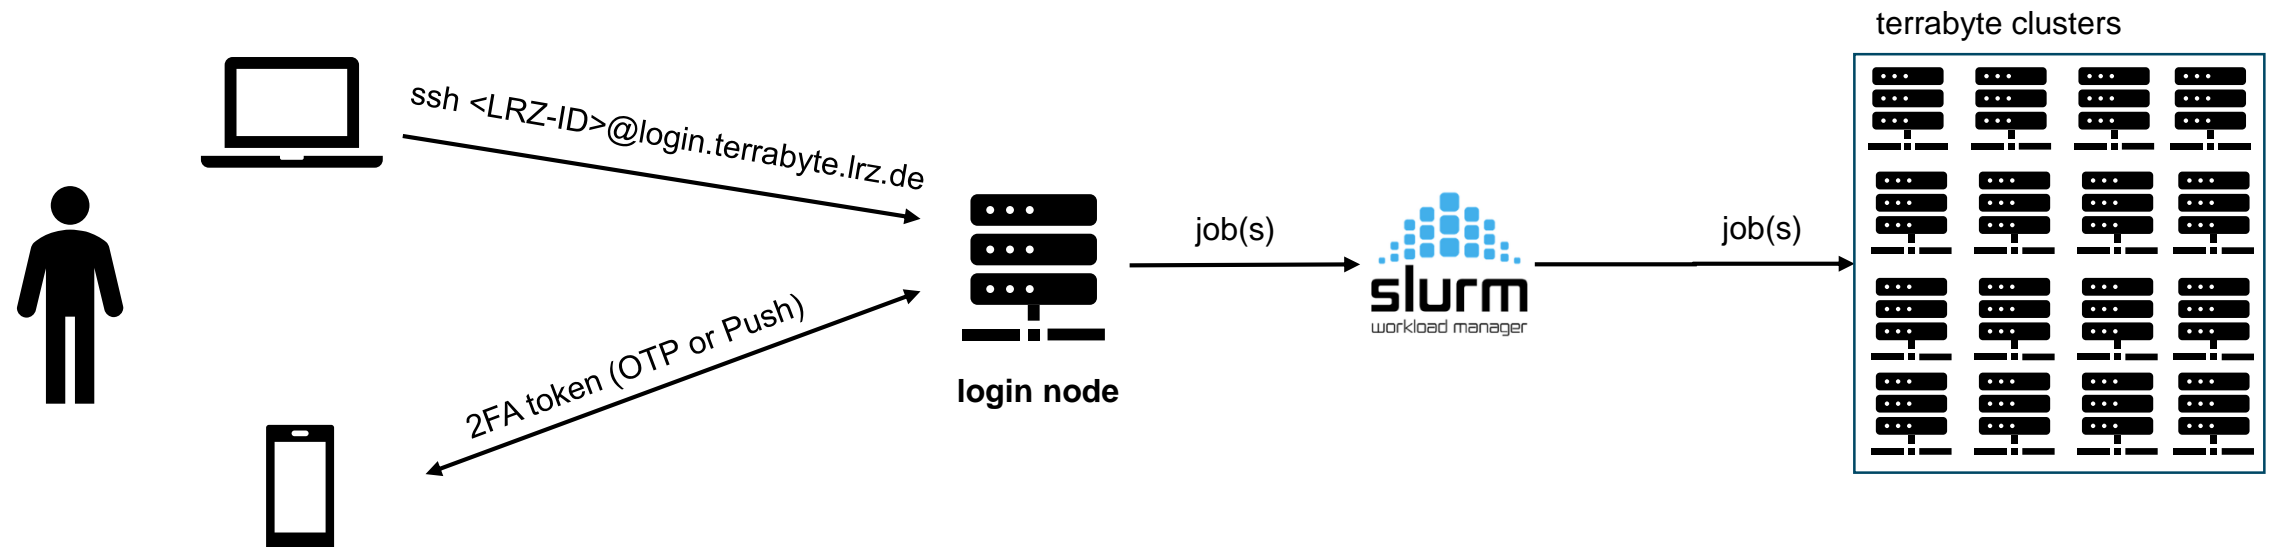 terrabyte clusters
ssh <LRZ-ID>@login.terrabyte.lrz.de
job(s)
job(s)
slurm
workload manager
2FA token (OTP or Push)
login node